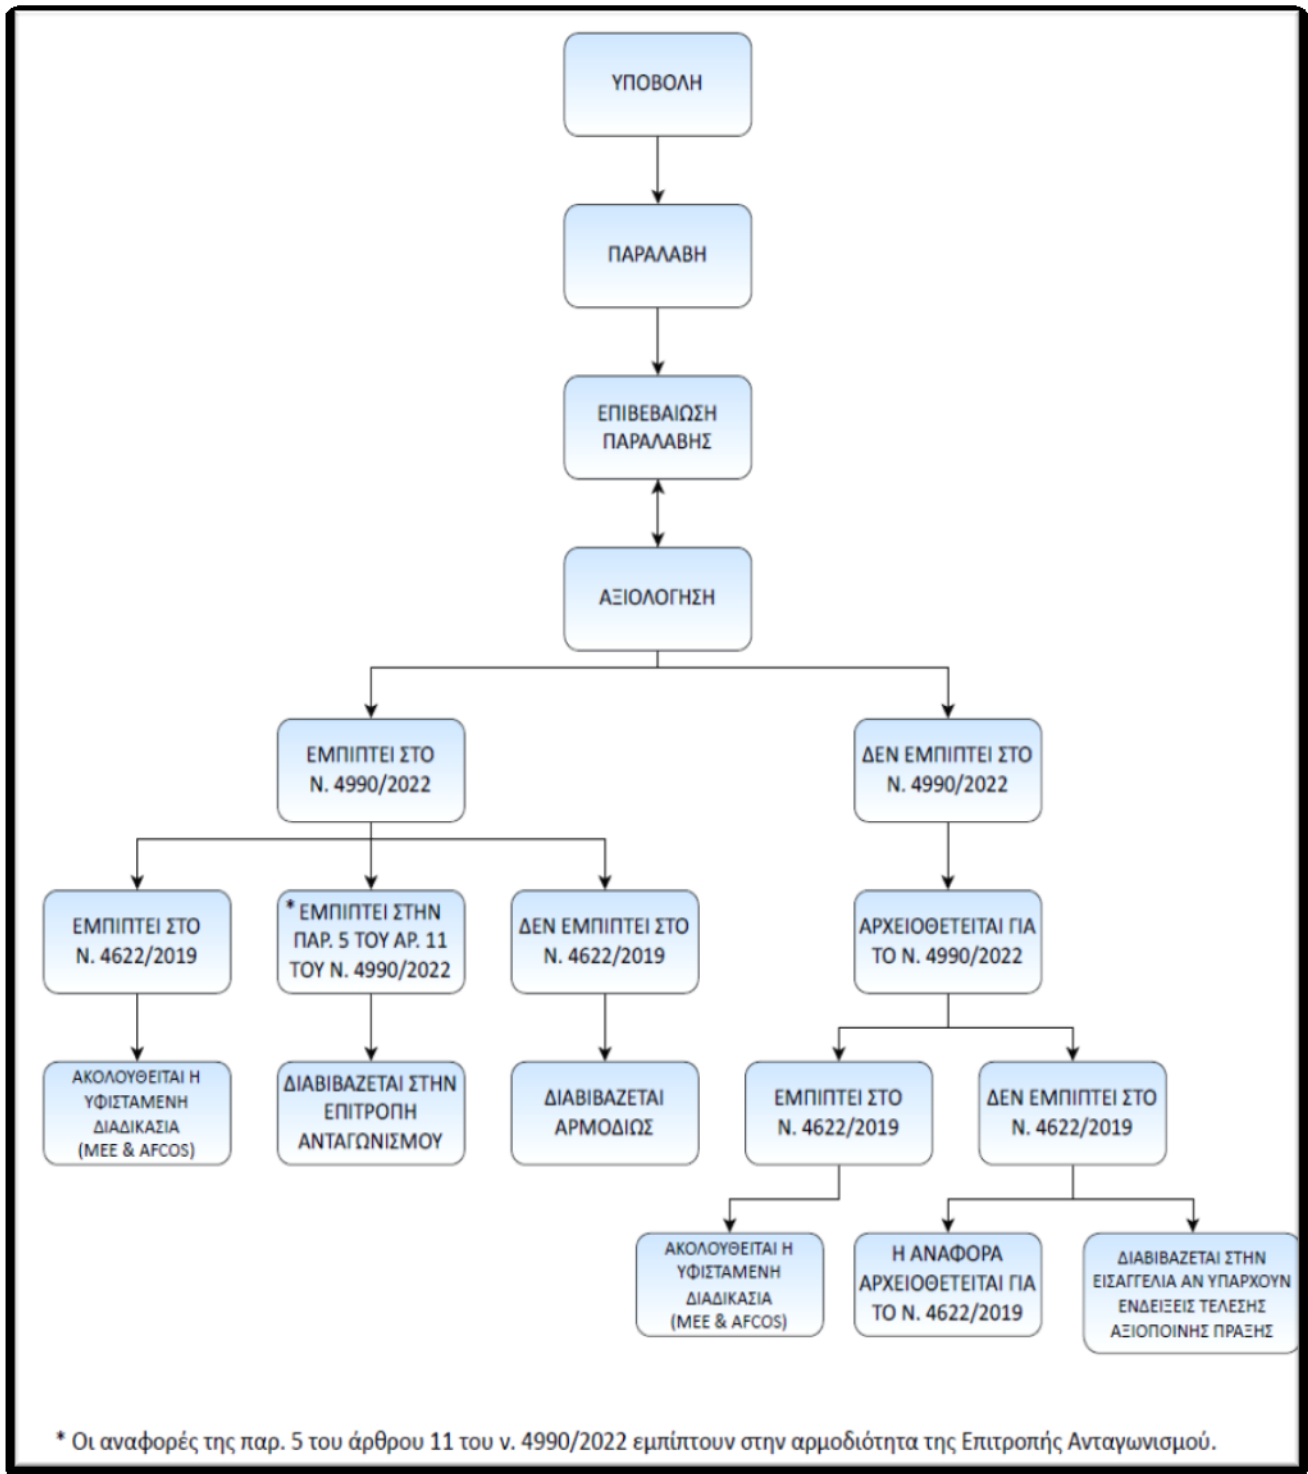 ΥΠΟΒΟΛΗ
ΠΑΡΑΛΑΒΗ
ΕΠΙΒΕΒΑΙΩΣΗ
ΠΑΡΑΛΑΒΗΣ
ΑΞΙΟΛΟΓΗΣΗ
ΕΜΠΙΠΤΕΙ ΣΤΟ
Ν. 4990/2022
ΔΕΝ ΕΜΠΙΠΤΕΙ ΣΤΟ
Ν. 4990/2022
ΕΜΠΙΠΤΕΙ ΣΤΟ
Ν. 4622/2019
* ΕΜΠΙΠΤΕΙ ΣΤΗΝ
ΠΑΡ. 5 ΤΟΥ ΑΡ. 11
ΤΟΥ Ν. 4990/2022
ΔΕΝ ΕΜΠΙΠΤΕΙ ΣΤΟ
Ν. 4622/2019
ΑΡΧΕΙΟΘΕΤΕΙΤΑΙ ΓΙΑ
ΤΟ Ν. 4990/2022
ΑΚΟΛΟΥΘΕΙΤΑΙ Η
ΥΦΙΣΤΑΜΕΝΗ
ΔΙΑΔΙΚΑΣΙΑ
(ΜΕΕ & AFCOS)
ΔΙΑΒΙΒΑΖΕΤΑΙ ΣΤΗΝ
ΕΠΙΤΡΟΠΗ
ΑΝΤΑΓΩΝΙΣΜΟΥ
ΔΙΑΒΙΒΑΖΕΤΑΙ
ΑΡΜΟΔΙΩΣ
ΕΜΠΙΠΤΕΙ ΣΤΟ
Ν. 4622/2019
ΔΕΝ ΕΜΠΙΠΤΕΙ ΣΤΟ
Ν. 4622/2019
ΑΚΟΛΟΥΘΕΙΤΑΙ Η
ΥΦΙΣΤΑΜΕΝΗ
ΔΙΑΔΙΚΑΣΙΑ
(ΜΕΕ & AFCOS)
Η ΑΝΑΦΟΡΑ
ΑΡΧΕΙΟΘΕΤΕΙΤΑΙ ΓΙΑ
ΤΟ Ν. 4622/2019
ΔΙΑΒΙΒΑΖΕΤΑΙ ΣΤΗΝ
ΕΙΣΑΓΓΕΛΙΑ ΑΝ ΥΠΑΡΧΟΥΝ
ΕΝΔΕΙΞΕΙΣ ΤΕΛΕΣΗΣ
ΑΞΙΟΠΟΙΝΗΣ ΠΡΑΞΗΣ
* Οι αναφορές της παρ. 5 του άρθρου 11 του ν. 4990/2022 εμπίπτουν στην αρμοδιότητα της Επιτροπής Ανταγωνισμού.